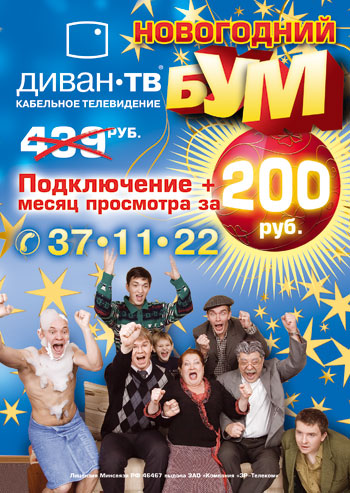 НОВОГОДНИЙ
БУМ
ДИВАН•ТВ
КАБЕЛЬНОЕ ТЕЛЕВИДЕНИЕ
439 РУБ.
Подключение +
месяц просмотра за
200
руб.
37•11•22
Лицензия Минсвязи РФ 46467 выдана ЗАО «Компания «ЭР-Телеком»